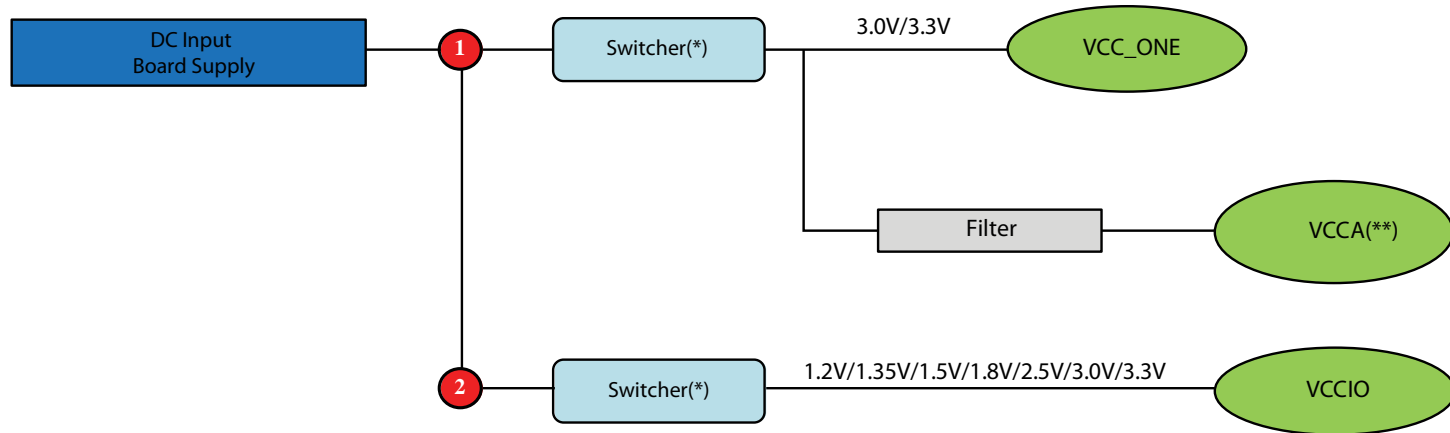 DC Input
Board Supply
1
Switcher(*)
3.0V/3.3V
VCC_ONE
Filter
VCCA(**)
2
Switcher(*)
1.2V/1.35V/1.5V/1.8V/2.5V/3.0V/3.3V
VCCIO